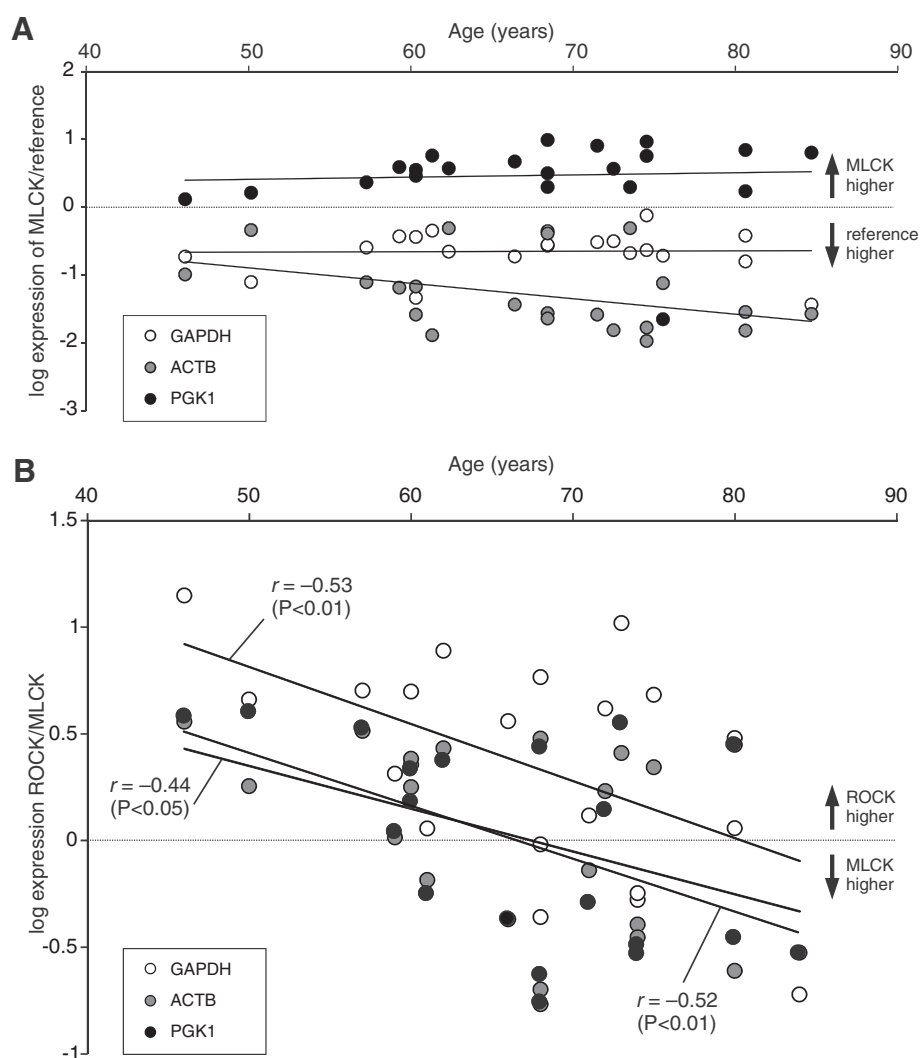 A
Age (years)
40 50 60 70 80 90
log expression of MLCK/reference
2
1
0
-1
-2
-3
MLCK
higher
reference
higher
GAPDH
ACTB
PGK1
B
Age (years)
40 50 60 70 80 90
log expression ROCK/MLCK
1.5
1
0.5
0
-0.5
-1
r = –0.53
(P<0.01)
r = –0.44
(P<0.05)
ROCK
higher
MLCK
higher
r = –0.52
(P<0.01)
GAPDH
ACTB
PGK1